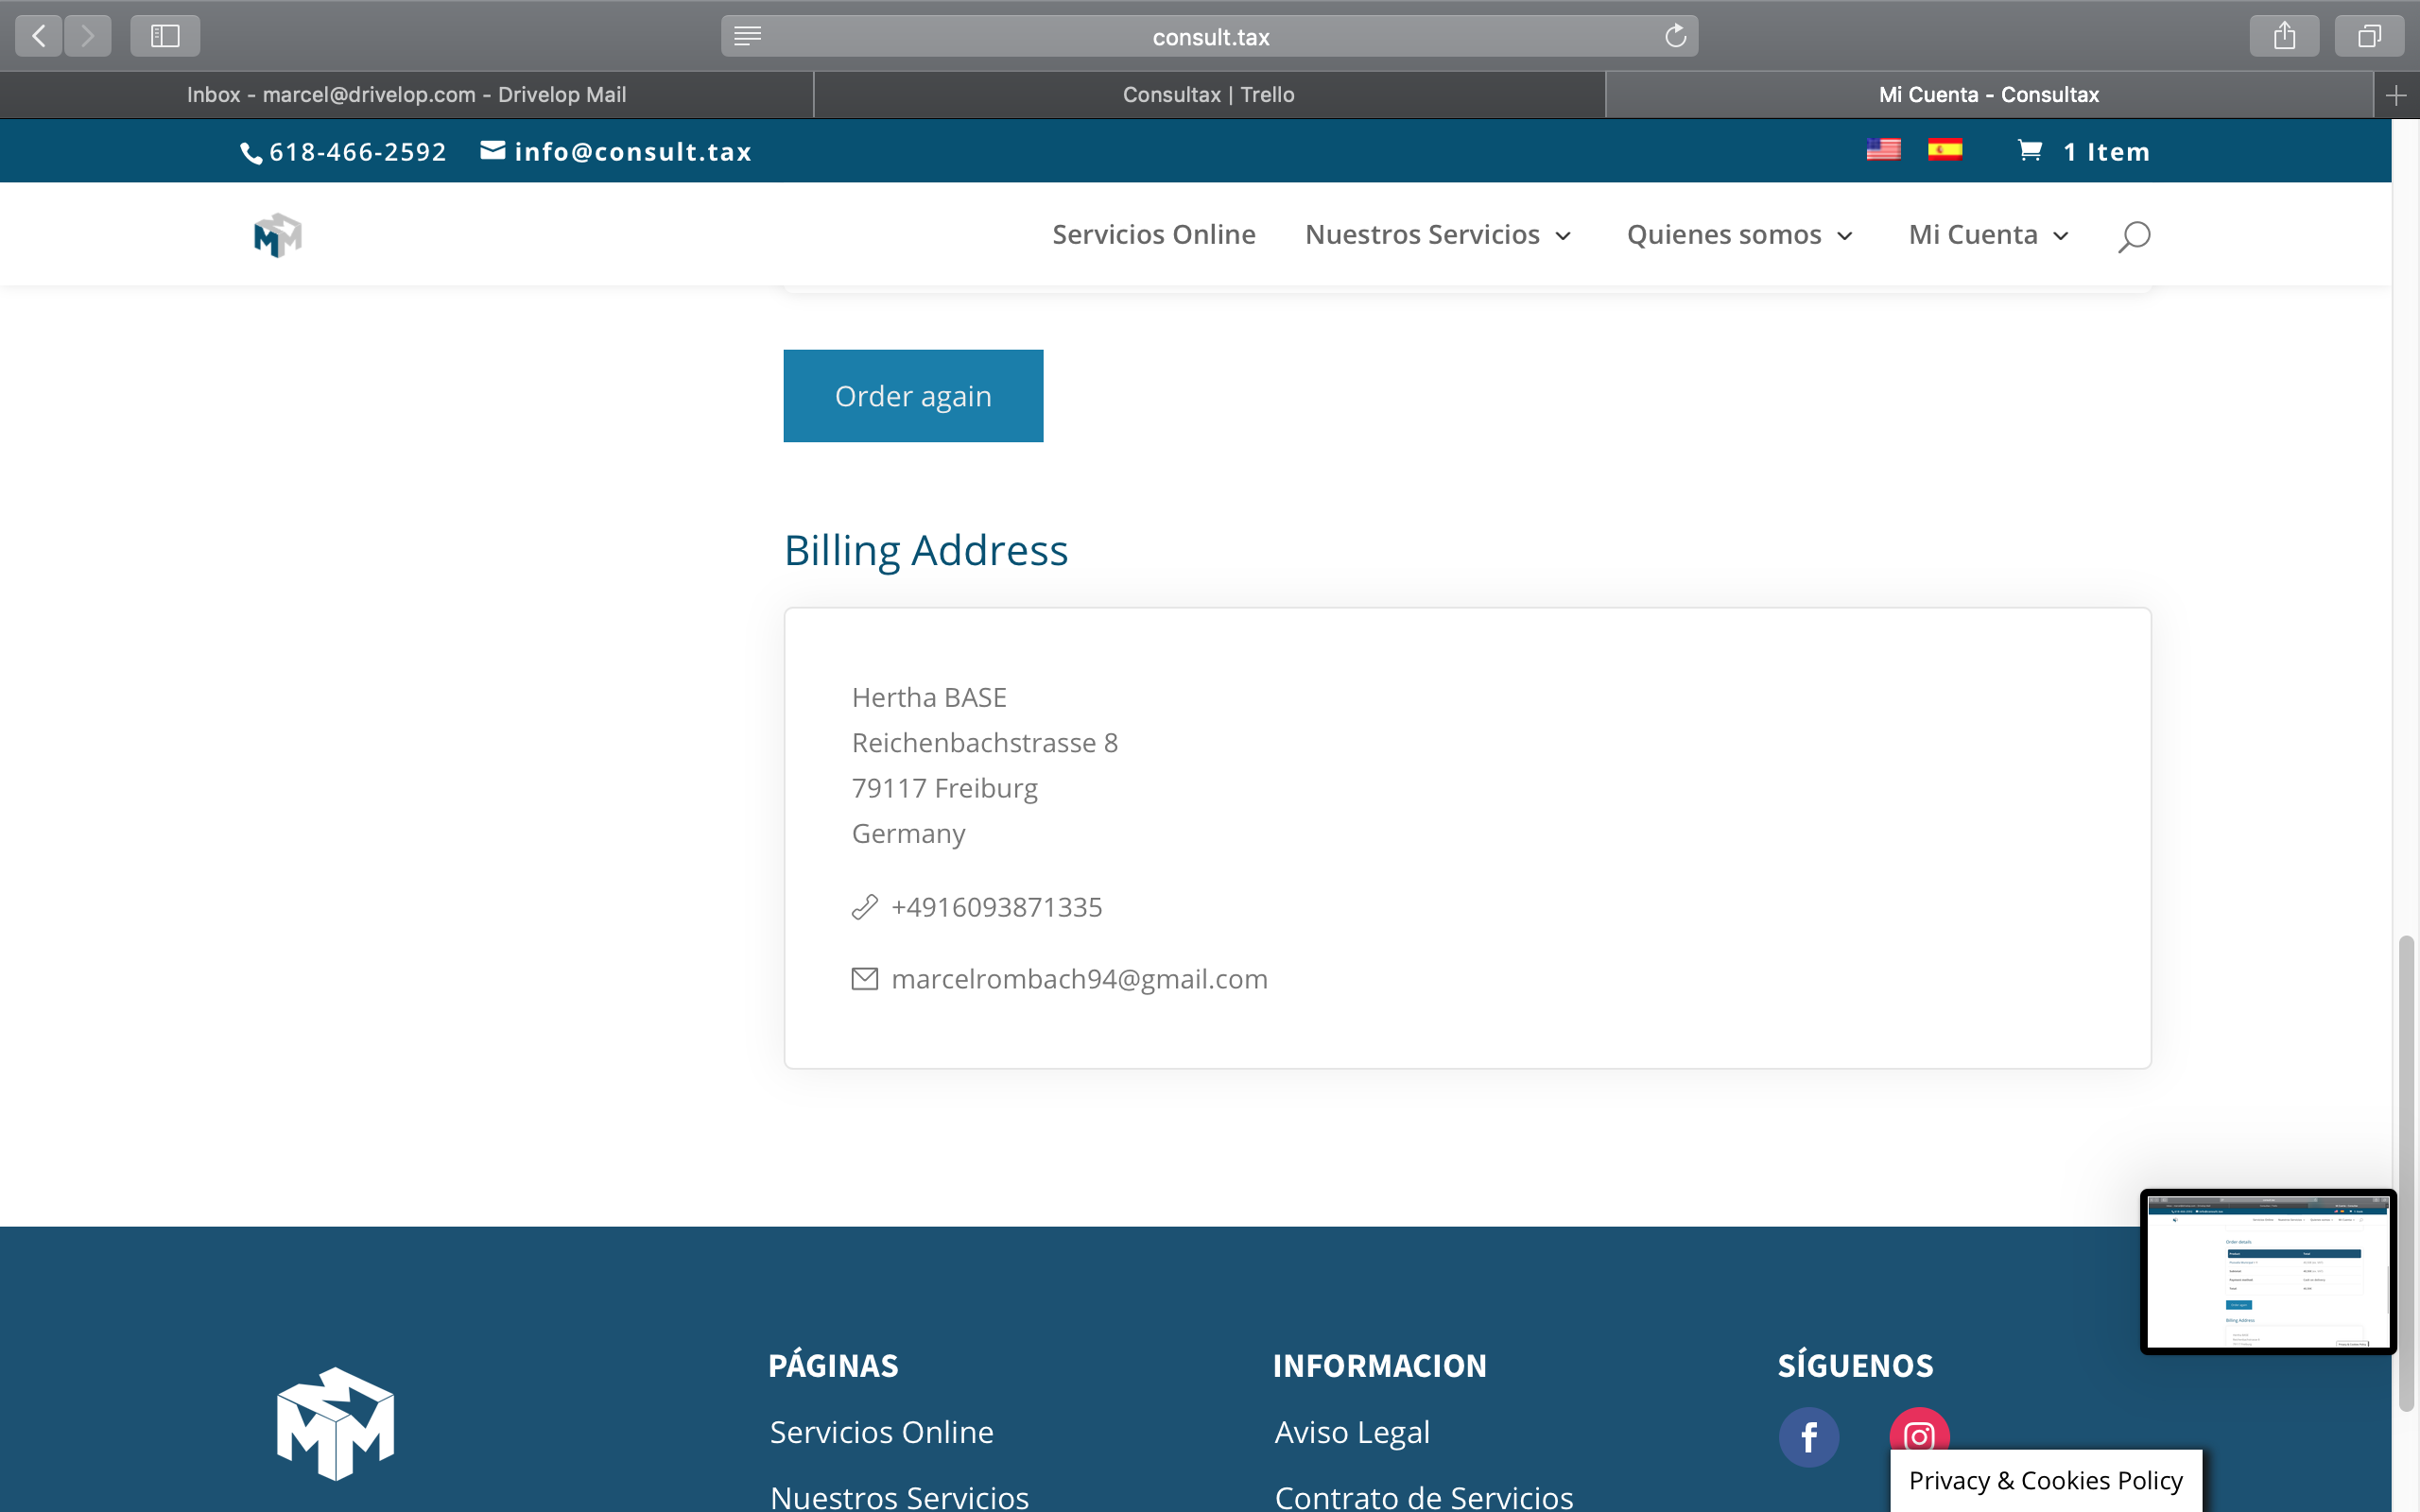 consult.tax
Inbox - marcel@drivelop.com - Drivelop Mail
Consultax | Trello
Mi Cuenta - Consultax
618-466-2592
info@consult.tax
1 Item
Servicios Online
Nuestros Servicios
Quienes somos
Mi Cuenta
Order again
Billing Address
Hertha BASE
Reichenbachstrasse 8
79117 Freiburg
Germany
+4916093871335
marcelrombach94@gmail.com
PÁGINAS
INFORMACION
SÍGUENOS
Servicios Online
Aviso Legal
Nuestros Servicios
Contrato de Servicios
Privacy & Cookies Policy